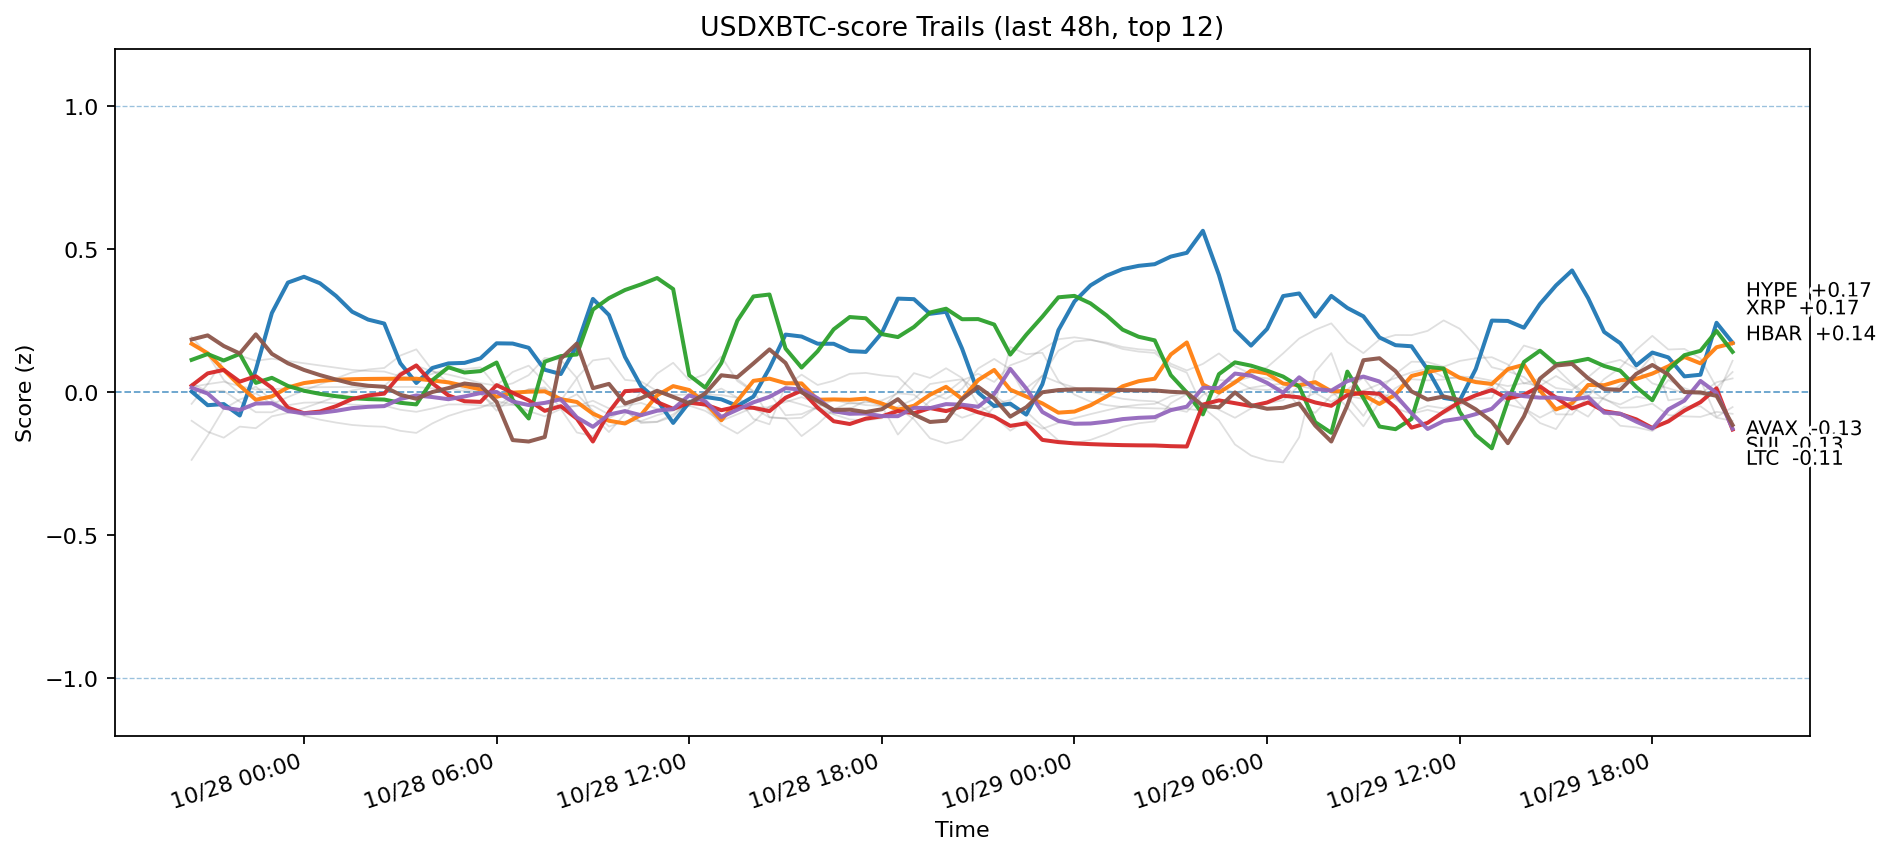 USDXBTC-score Trails (last 48h, top 12)
Score (z)
1.0
0.5
0.0
−0.5
−1.0
HYPE +0.17
XRP +0.17
HBAR +0.14
AVAX -0.13
-0.13
LTC -0.11
10/28 00:00
10/28 06:00
10/28 12:00
10/28 18:00
10/29 00:00
10/29 06:00
10/29 12:00
10/29 18:00
Time